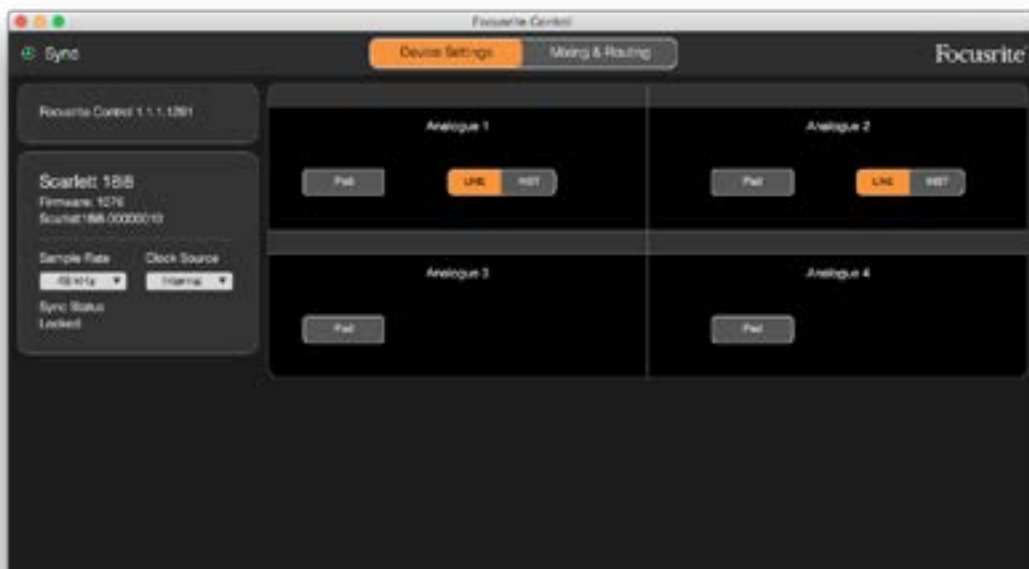 Focusrite Control
Sync
Device Settings
Mixing & Routing
Focusrite
Focusrite Control 1.1.1.1281
Analogue 1
Analogue 2
Scarlett 18i8
Firmware: 1076
Pad
LINE
INST
Pad
LINE
INST
Sample Rate
Clock Source
Internal
Sync Status
Locked
Analogue 3
Analogue 4
Pad
Pad